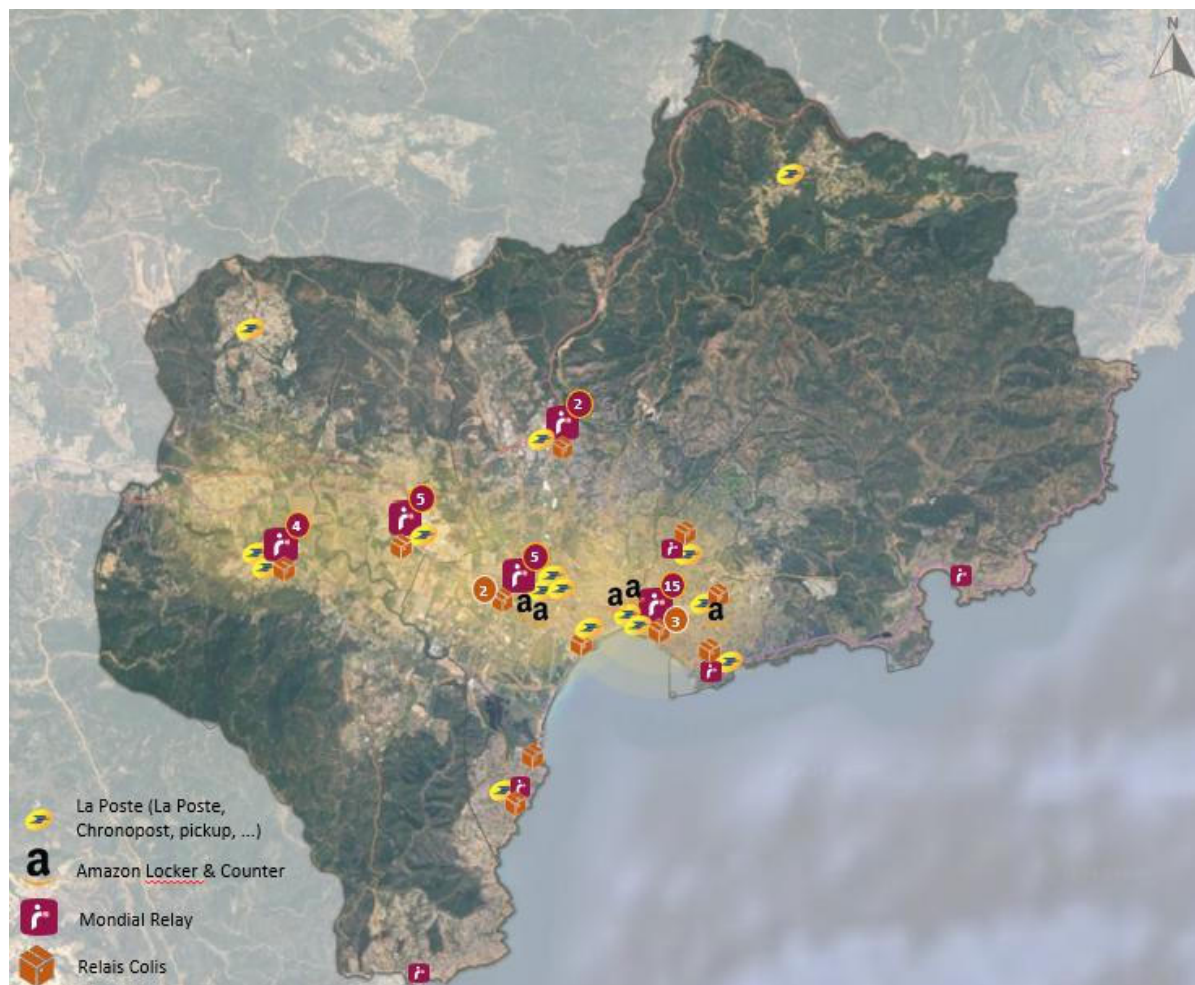 N
2
5
4
5
2
a a
a a
15
3
a
La Poste (La Poste,
Chronopost, pickup, ...)
a
Amazon Locker & Counter
Mondial Relay
Relais Colis